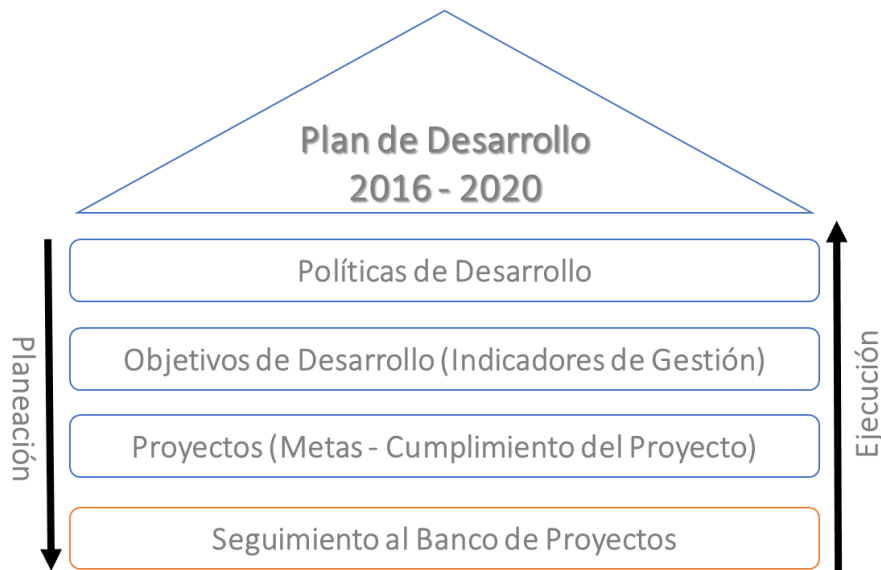 Plan de Desarrollo
2016 - 2020
Políticas de Desarrollo
Objetivos de Desarrollo (Indicadores de Gestión)
Proyectos (Metas - Cumplimiento del Proyecto)
Seguimiento al Banco de Proyectos
Planeación
Ejecución